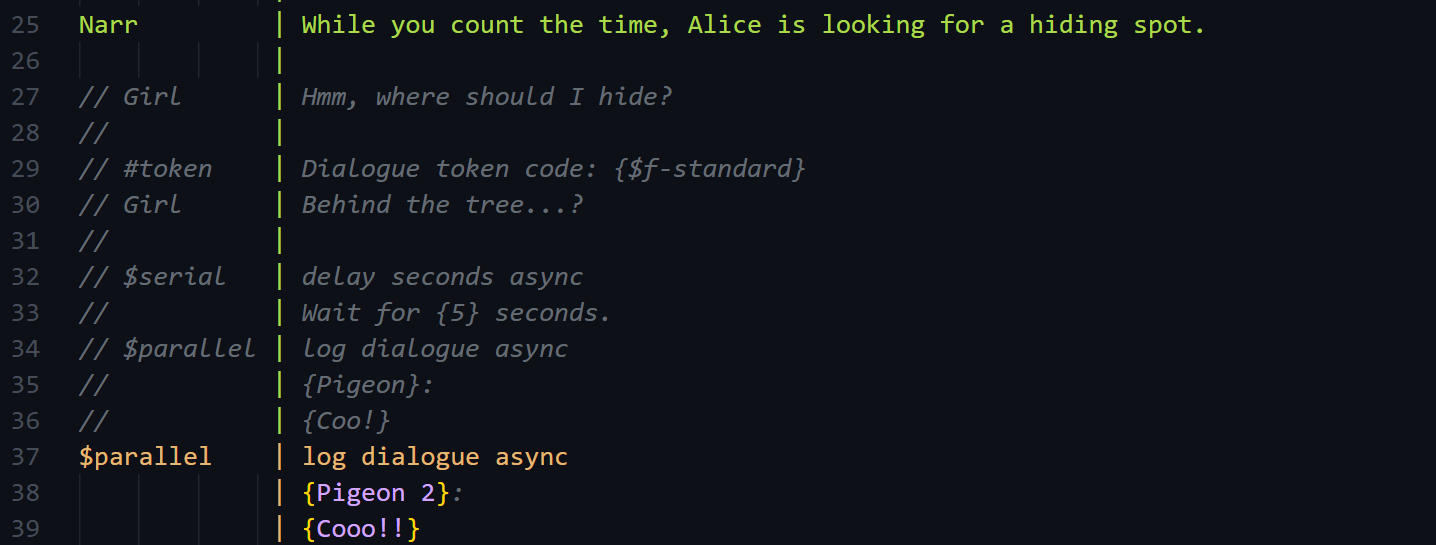 25 Narr | While you count the time, Alice is looking for a hiding spot.
26 |
27 // Girl | Hmm, where should I hide?
28 // |
29 // #token | Dialogue token code: {$f-standard}
30 // Girl | Behind the tree...?
31 // |
32 // $serial | delay seconds async
33 // | Wait for {5} seconds.
34 // $parallel | log dialogue async
35 // | {Pigeon}:
36 // | {Coo!}
37 $parallel | log dialogue async
38 | {Pigeon 2}:
39 | {Cooo!!}